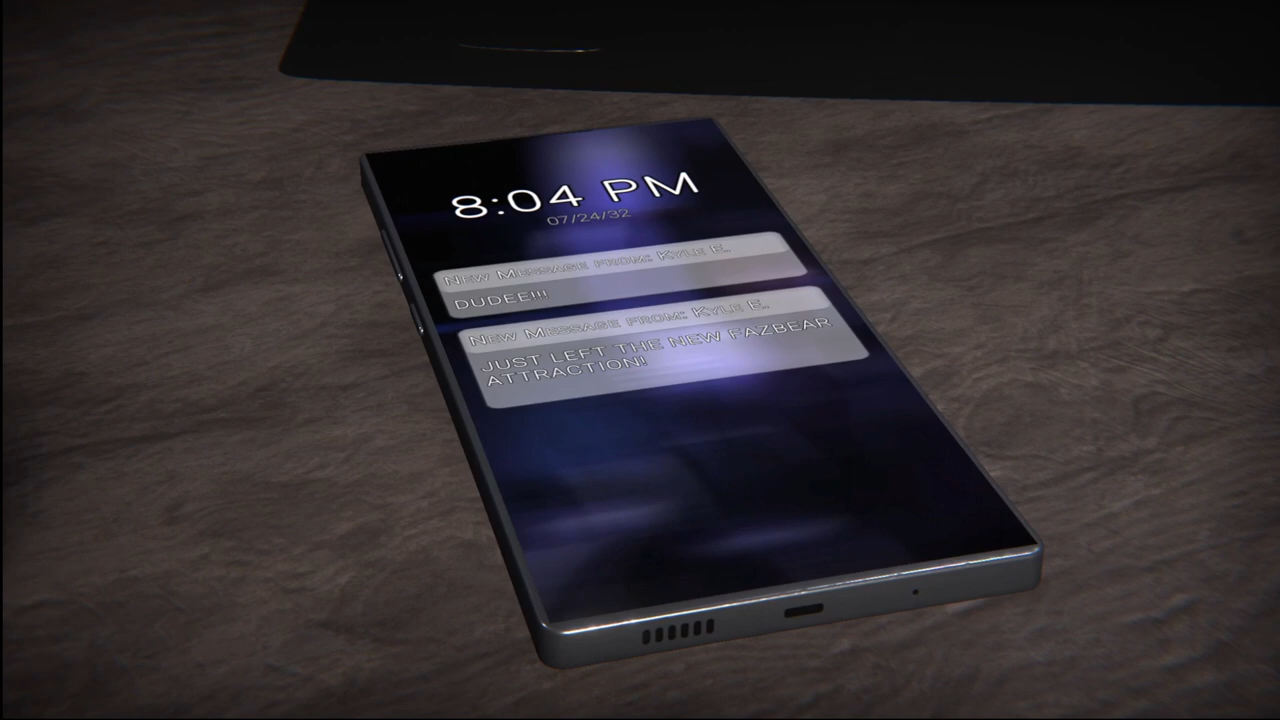 8:04 PM
07/24/32
New Message from: Kyle E.
DUDEE!!!
New Message from: Kyle E.
JUST LEFT THE NEW FAZBEAR
ATTRACTION!